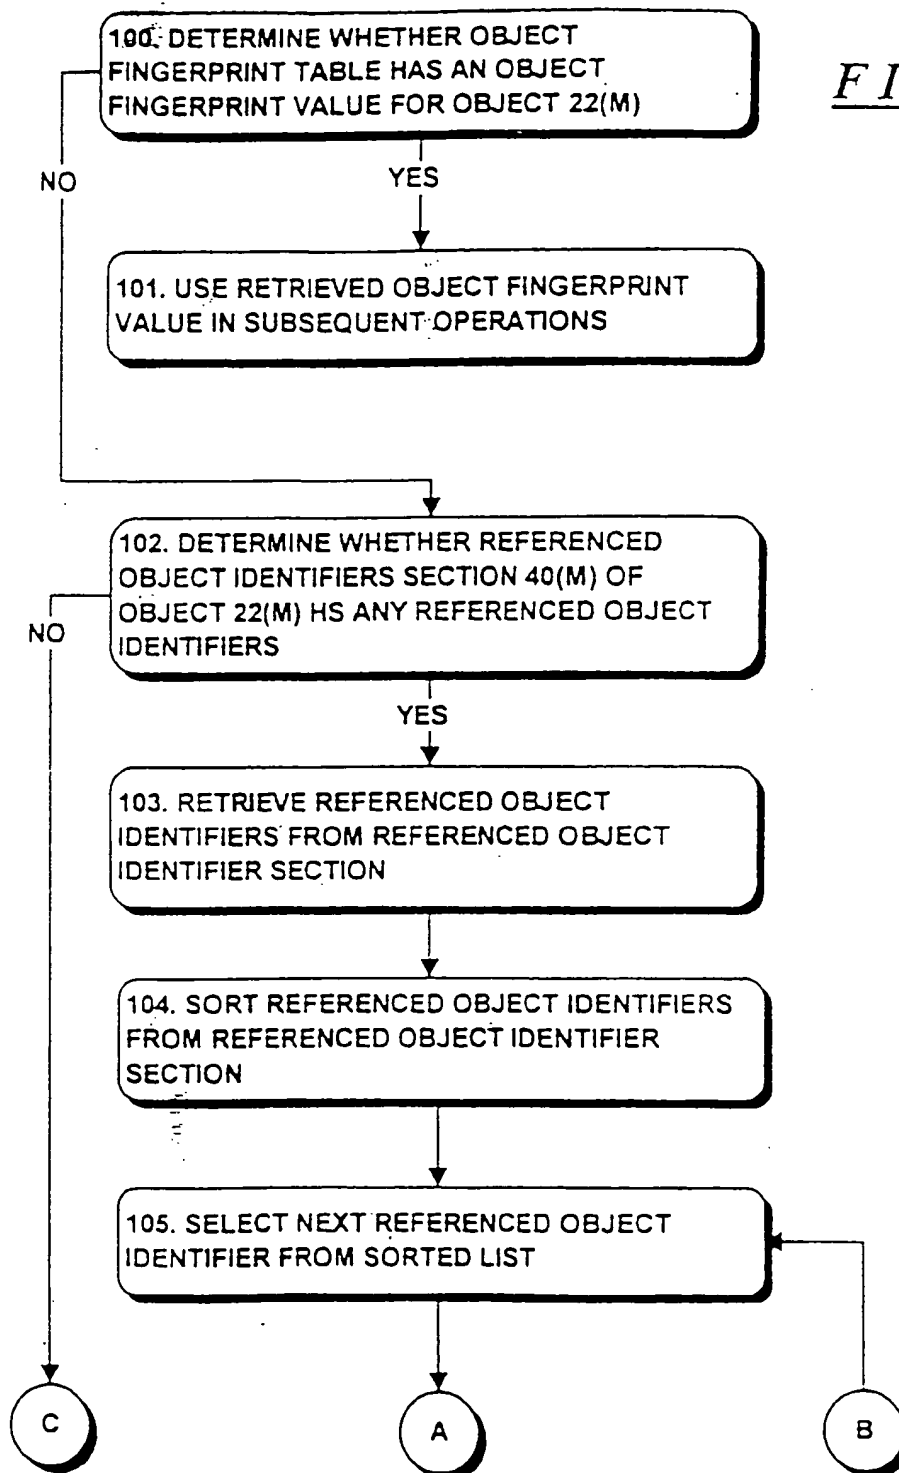 100. DETERMINE WHETHER OBJECT
FINGERPRINT TABLE HAS AN OBJECT
FINGERPRINT VALUE FOR OBJECT 22(M)
F I
NO
YES
101. USE RETRIEVED OBJECT FINGERPRINT
VALUE IN SUBSEQUENT OPERATIONS
102. DETERMINE WHETHER REFERENCED
OBJECT IDENTIFIERS SECTION 40(M) OF
OBJECT 22(M) HS ANY REFERENCED OBJECT
IDENTIFIERS
NO
YES
103. RETRIEVE REFERENCED OBJECT
IDENTIFIERS FROM REFERENCED OBJECT
IDENTIFIER SECTION
104. SORT REFERENCED OBJECT IDENTIFIERS
FROM REFERENCED OBJECT IDENTIFIER
SECTION
105. SELECT NEXT REFERENCED OBJECT
IDENTIFIER FROM SORTED LIST
C
A
B